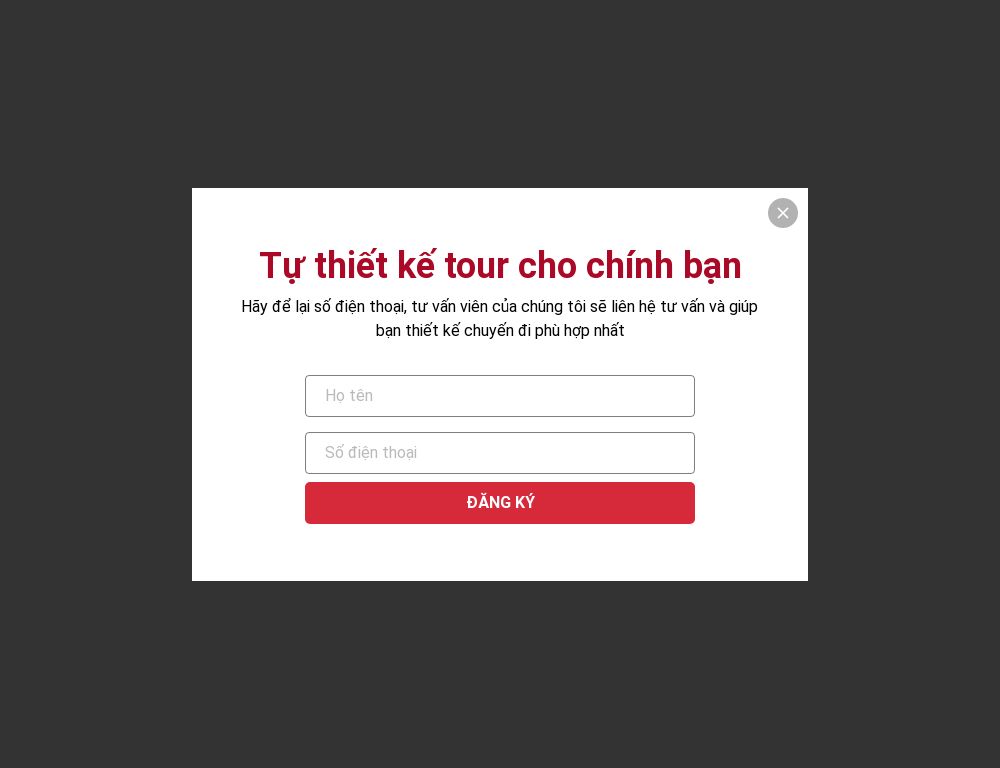 Tự thiết kế tour cho chính bạn
Hãy để lại số điện thoại, tư vấn viên của chúng tôi sẽ liên hệ tư vấn và giúp
bạn thiết kế chuyến đi phù hợp nhất
Họ tên
Số điện thoại
ĐĂNG KÝ